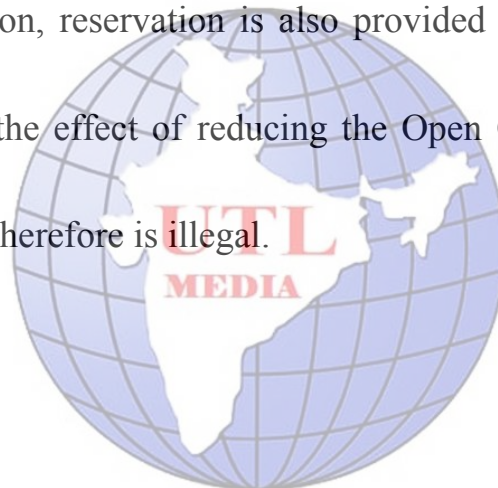 on, reservation is also provided
the effect of reducing the Open
herefore is illegal.
UTL
MEDIA